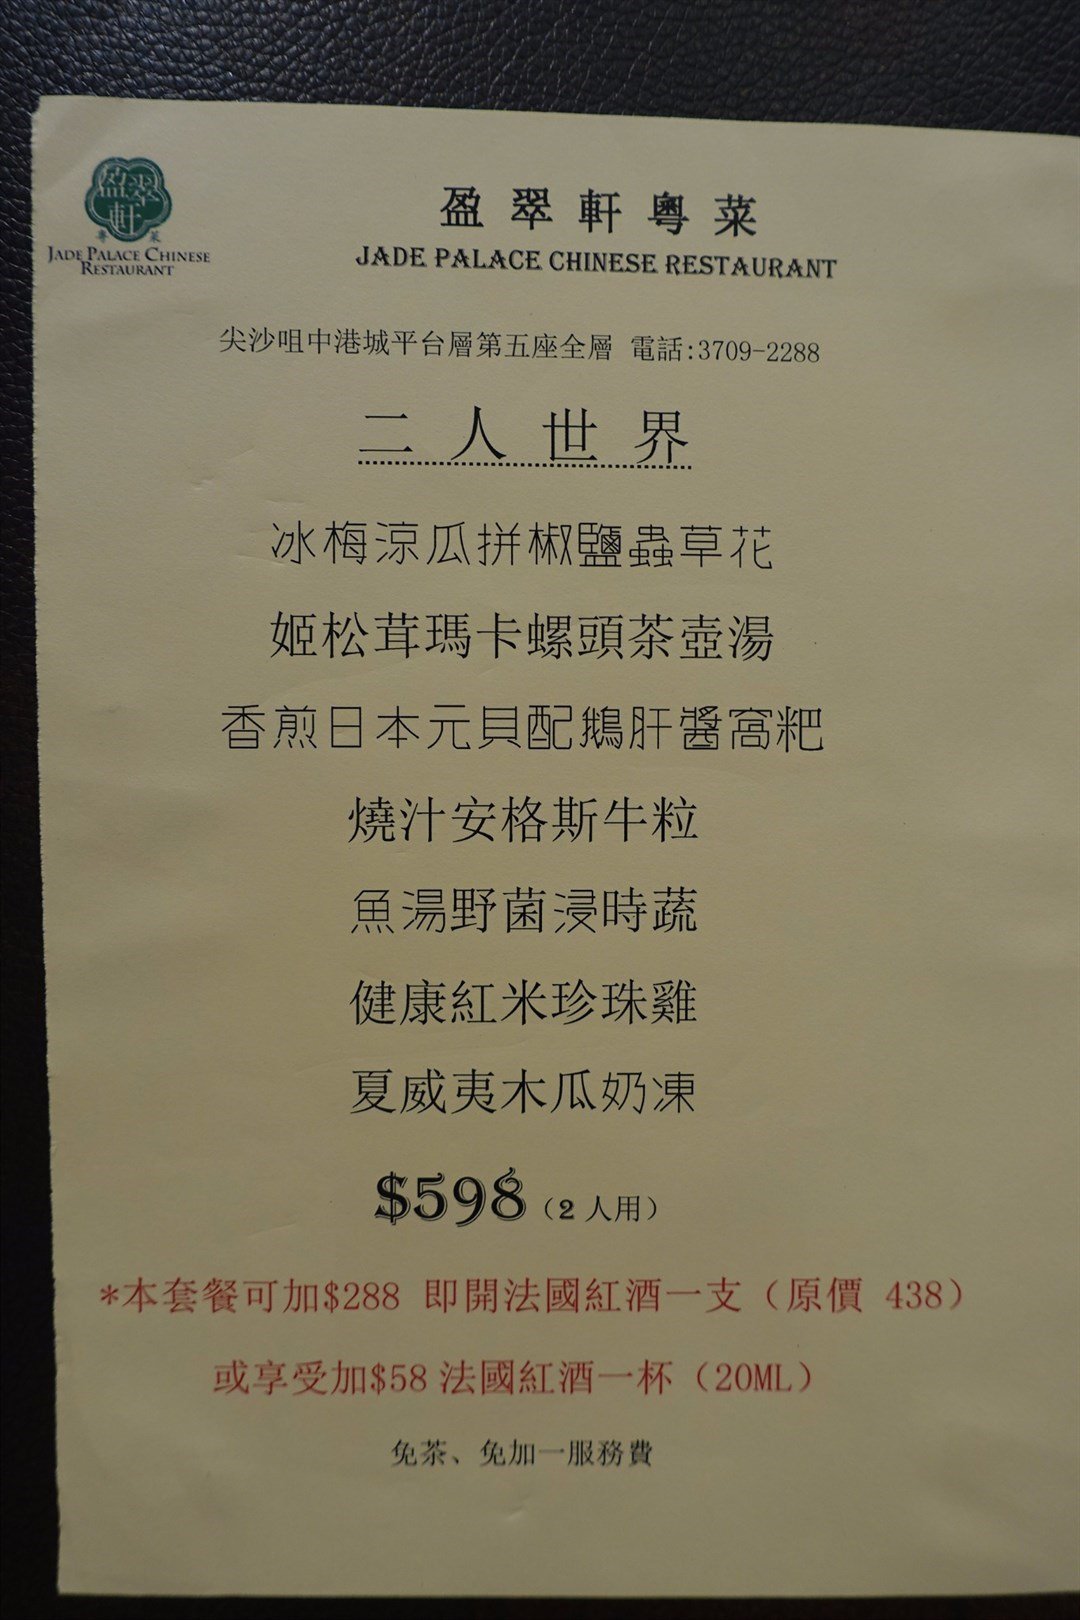 盈翠軒
粵菜
JADE PALACE CHINESE
RESTAURANT
盈翠軒粵菜
JADE PALACE CHINESE RESTAURANT
尖沙咀中港城平台層第五座全層 電話:3709-2288
二人世界
冰梅涼瓜拼椒鹽蟲草花
姬松茸瑪卡螺頭茶壺湯
香煎日本元貝配鵝肝醬窩粑
燒汁安格斯牛粒
魚湯野菌浸時蔬
健康紅米珍珠雞
夏威夷木瓜奶凍
$598（2 人用）
*本套餐可加$288 即開法國紅酒一支（原價 438）
或享受加$58 法國紅酒一杯（20ML）
免茶、免加一服務費